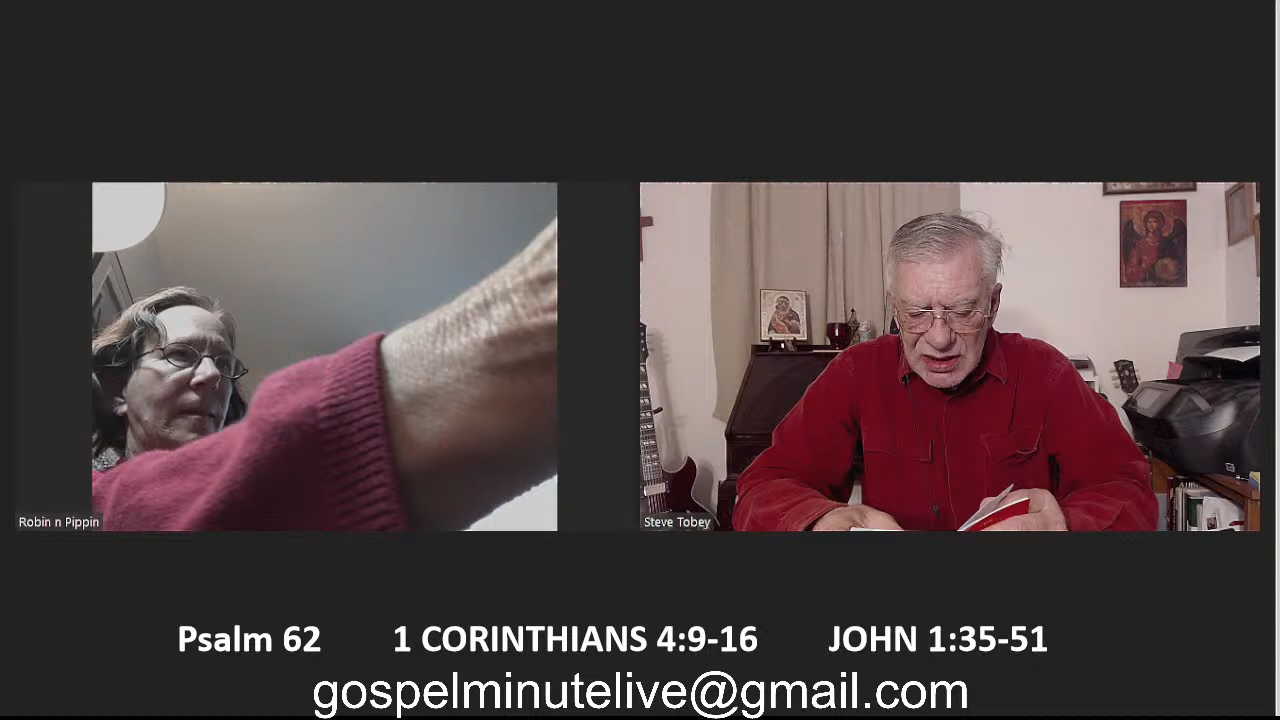 Robin n Pippin
Steve Tobey
Psalm 62 1 CORINTHIANS 4:9-16 JOHN 1:35-51
gospelminutelive@gmail.com